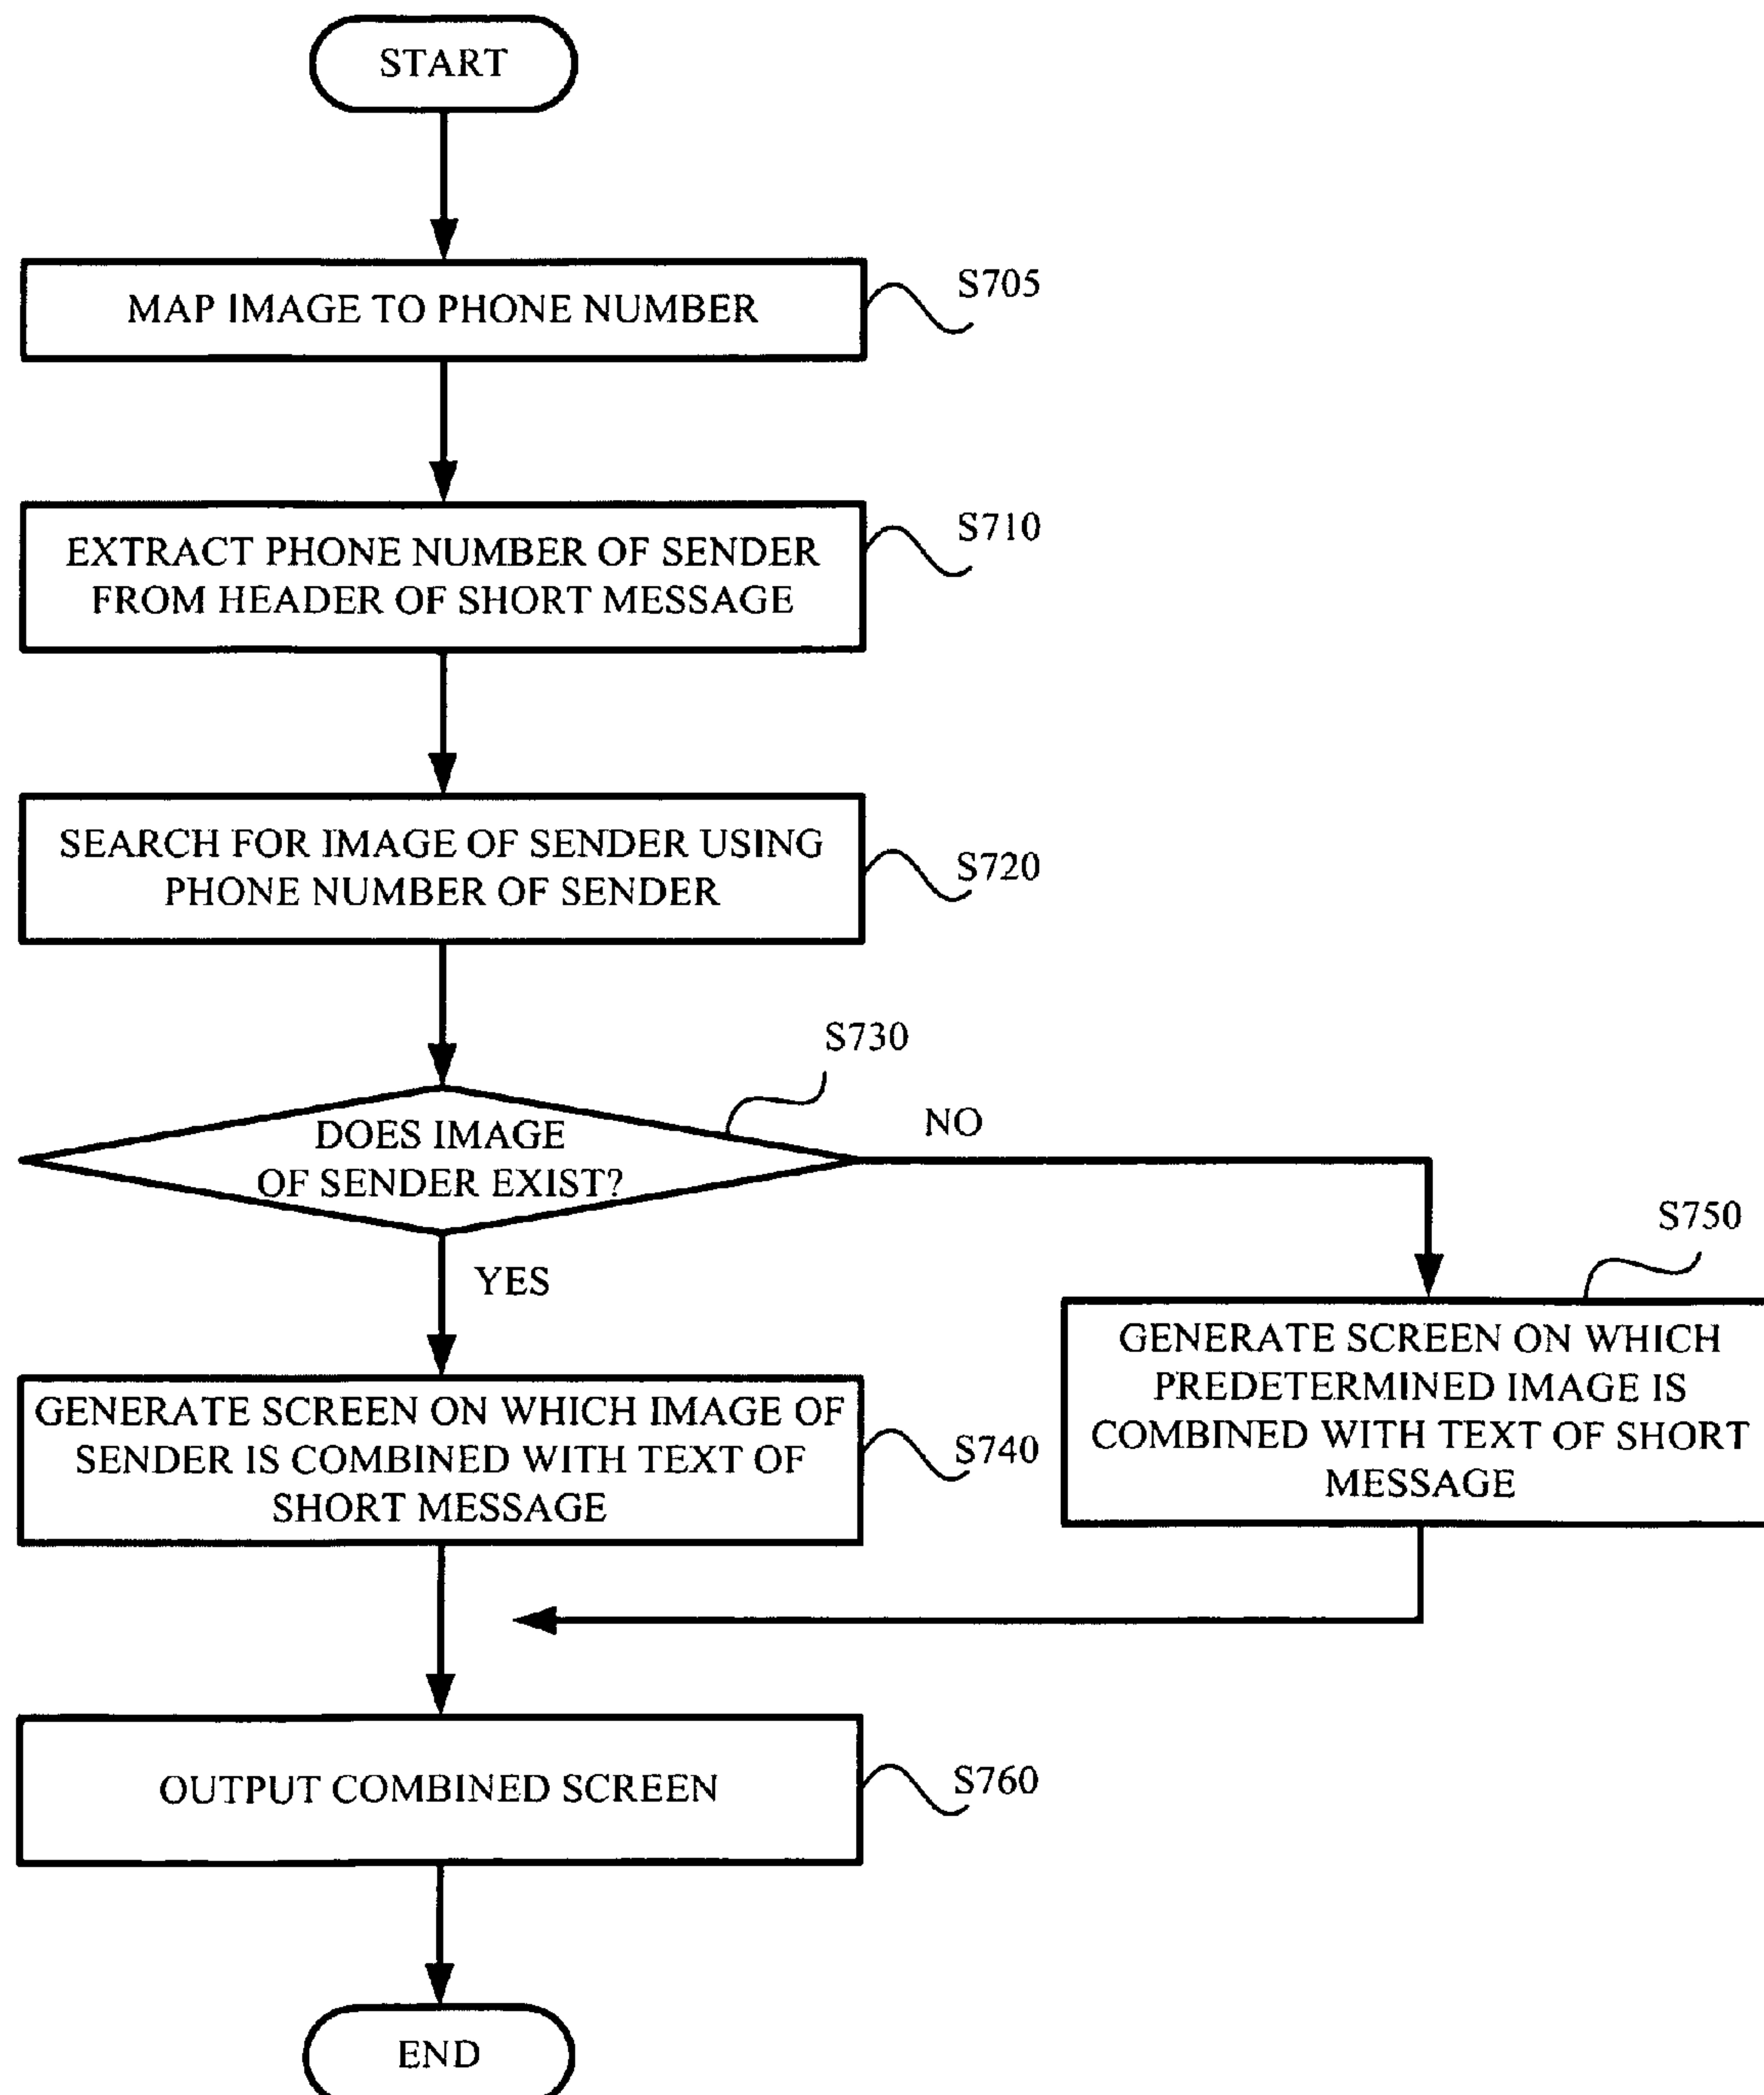 START
MAP IMAGE TO PHONE NUMBER
S705
EXTRACT PHONE NUMBER OF SENDER
FROM HEADER OF SHORT MESSAGE
S710
SEARCH FOR IMAGE OF SENDER USING
PHONE NUMBER OF SENDER
S720
S730
DOES IMAGE
OF SENDER EXIST?
NO
YES
S750
GENERATE SCREEN ON WHICH
PREDETERMINED IMAGE IS
COMBINED WITH TEXT OF SHORT
MESSAGE
GENERATE SCREEN ON WHICH IMAGE OF
SENDER IS COMBINED WITH TEXT OF
SHORT MESSAGE
S740
OUTPUT COMBINED SCREEN
S760
END